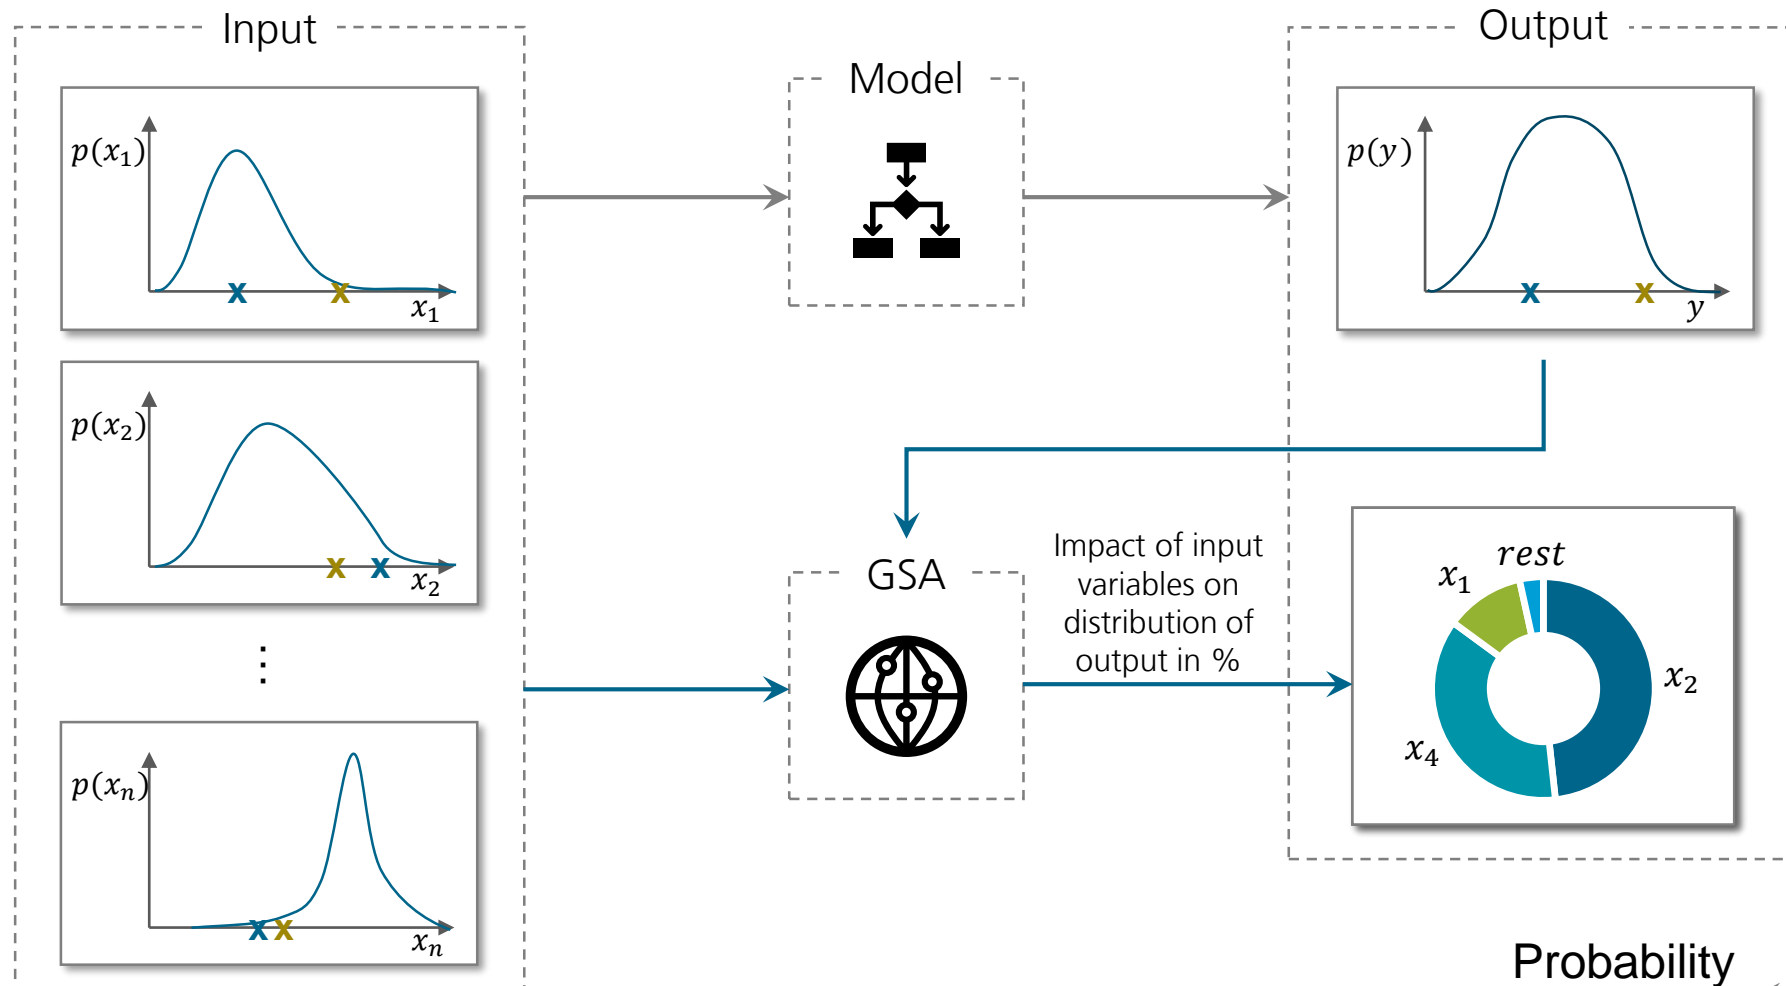 Input
p(x₁)
x₁
p(x₂)
x₂
⋮
p(xₙ)
xₙ
Model
GSA
Impact of input
variables on
distribution of
output in %
Output
p(y)
y
rest
x₁
x₂
x₄
Probability